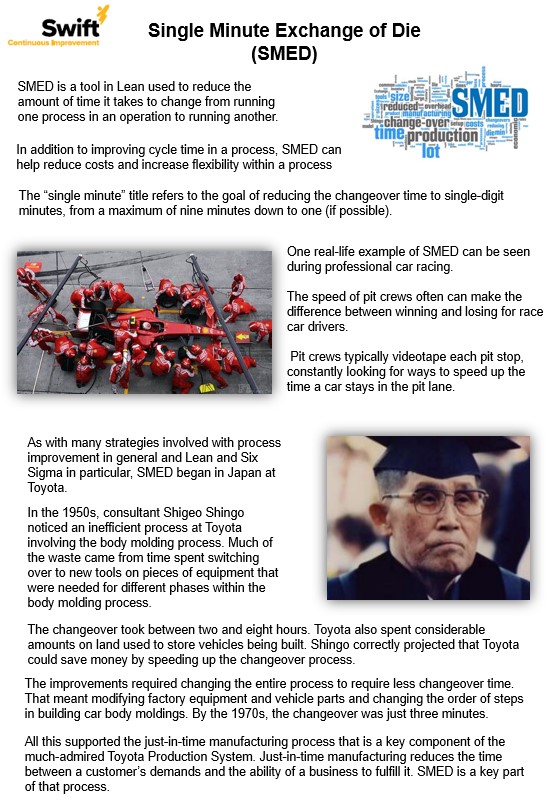 Swift
Continuous Improvement
Single Minute Exchange of Die
(SMED)
SMED is a tool in Lean used to reduce the
amount of time it takes to change from running
one process in an operation to running another.
In addition to improving cycle time in a process, SMED can
help reduce costs and increase flexibility within a process
size
reduced
overhead
manufacturing
SMED
change-over
setup
costs
time
production
diemin
economic
lot
The “single minute” title refers to the goal of reducing the changeover time to single-digit
minutes, from a maximum of nine minutes down to one (if possible).
One real-life example of SMED can be seen
during professional car racing.
The speed of pit crews often can make the
difference between winning and losing for race
car drivers.
Pit crews typically videotape each pit stop,
constantly looking for ways to speed up the
time a car stays in the pit lane.
As with many strategies involved with process
improvement in general and Lean and Six
Sigma in particular, SMED began in Japan at
Toyota.
In the 1950s, consultant Shigeo Shingo
noticed an inefficient process at Toyota
involving the body molding process. Much of
the waste came from time spent switching
over to new tools on pieces of equipment that
were needed for different phases within the
body molding process.
The changeover took between two and eight hours. Toyota also spent considerable
amounts on land used to store vehicles being built. Shingo correctly projected that Toyota
could save money by speeding up the changeover process.
The improvements required changing the entire process to require less changeover time.
That meant modifying factory equipment and vehicle parts and changing the order of steps
in building car body moldings. By the 1970s, the changeover was just three minutes.
All this supported the just-in-time manufacturing process that is a key component of the
much-admired Toyota Production System. Just-in-time manufacturing reduces the time
between a customer’s demands and the ability of a business to fulfill it. SMED is a key part
of that process.